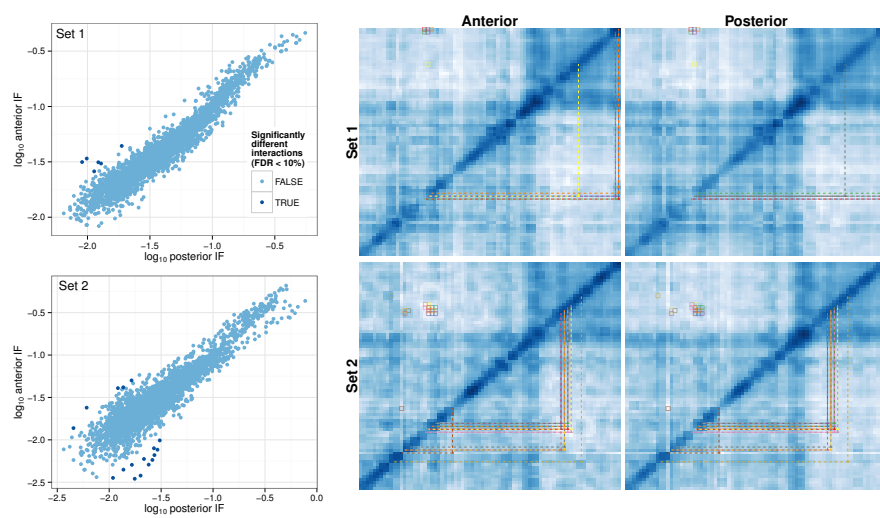 Set 1
−0.5
−1.0
−1.5
−2.0
log10 anterior IF
−2.0
−1.5
−1.0
−0.5
log10 posterior IF
Significantly
different
interactions
(FDR < 10%)
FALSE
TRUE
Set 2
−0.5
−1.0
−1.5
−2.0
−2.5
log10 anterior IF
−2.5
−2.0
−1.5
−1.0
−0.5
0.0
log10 posterior IF
Anterior
Posterior
Set 1
Set 2